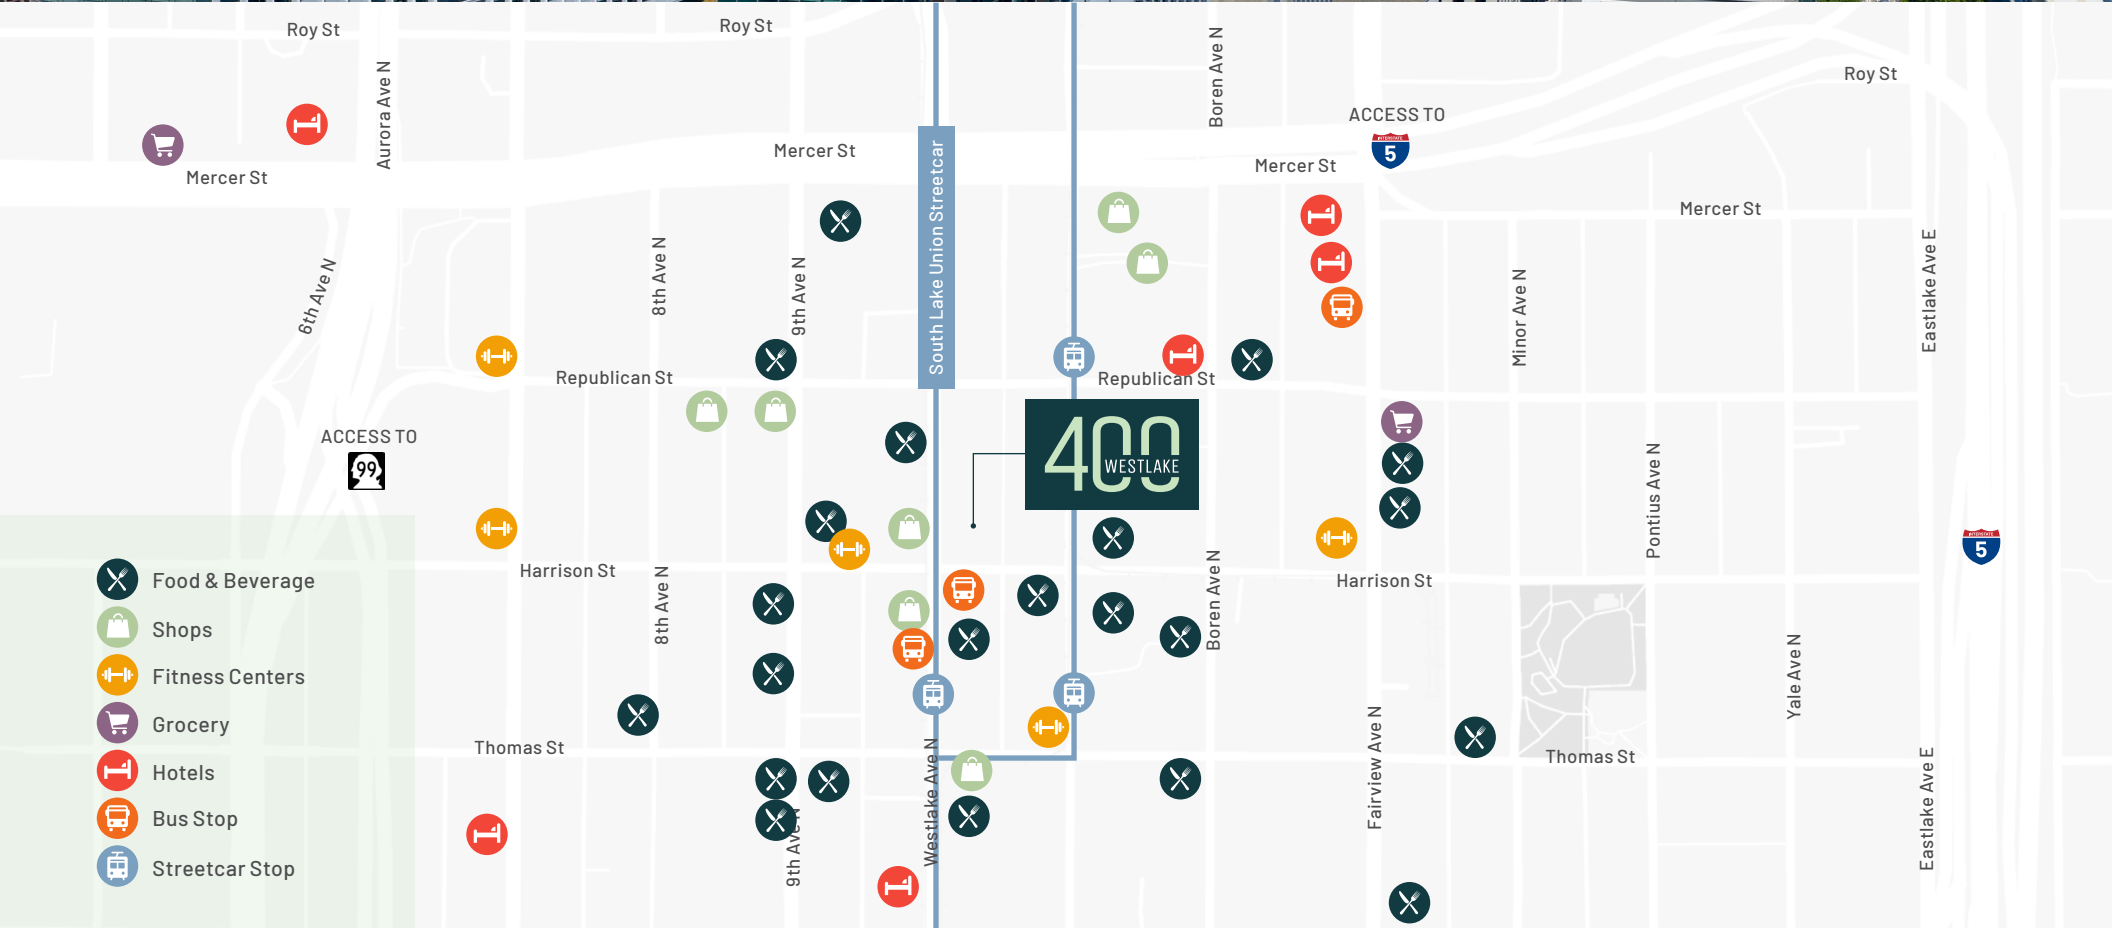 Roy St
Roy St
Roy St
Aurora Ave N
Boren Ave N
ACCESS TO
INTERSTATE
5
Mercer St
Mercer St
Mercer St
Mercer St
South Lake Union Streetcar
6th Ave N
8th Ave N
9th Ave N
Minor Ave N
Eastlake Ave E
Republican St
Republican St
ACCESS TO
99
400
WESTLAKE
Pontius Ave N
INTERSTATE
5
Harrison St
Harrison St
8th Ave N
Boren Ave N
Yale Ave N
Thomas St
Thomas St
Westlake Ave N
9th Ave N
Fairview Ave N
Eastlake Ave E
Food & Beverage
Shops
Fitness Centers
Grocery
Hotels
Bus Stop
Streetcar Stop